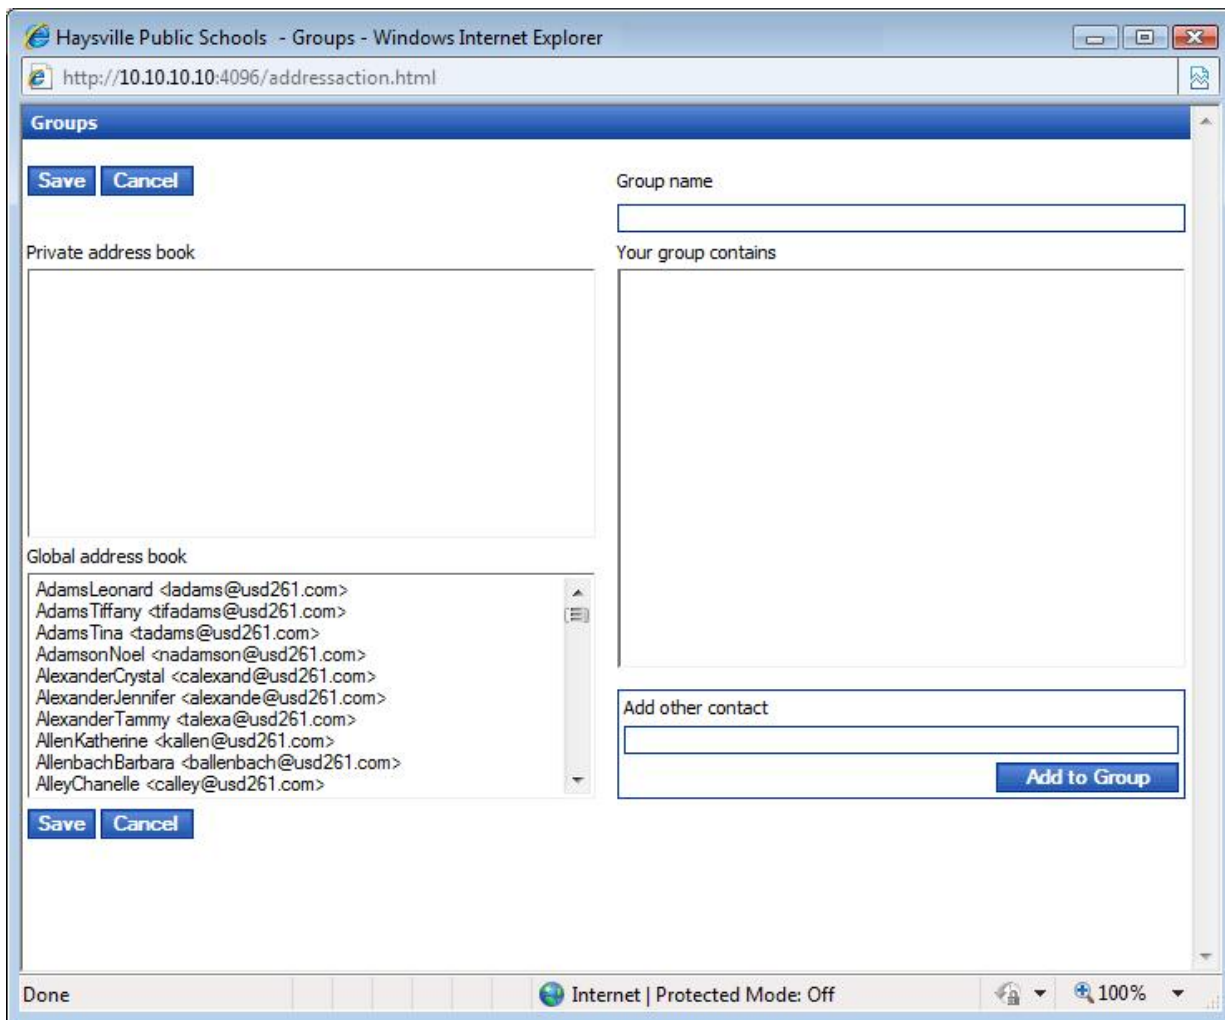 Haysville Public Schools - Groups - Windows Internet Explorer
http://10.10.10.10:4096/addressaction.html
Groups
Save Cancel
Group name
Private address book
Your group contains
Global address book
AdamsLeonard <ladams@usd261.com>
AdamsTiffany <tifadams@usd261.com>
AdamsTina <tadams@usd261.com>
AdamsonNoel <nadamson@usd261.com>
AlexanderCrystal <calexand@usd261.com>
AlexanderJennifer <alexande@usd261.com>
AlexanderTammy <talexa@usd261.com>
AllenKatherine <kallen@usd261.com>
AllenbachBarbara <ballenbach@usd261.com>
AlleyChanelle <calley@usd261.com>
Add other contact
Add to Group
Save Cancel
Done Internet | Protected Mode: Off 100%